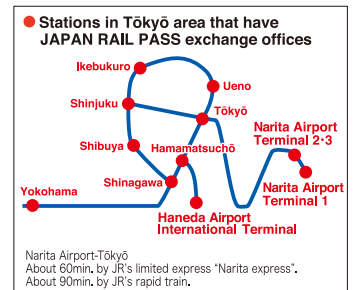 Stations in Tōkyō area that have
JAPAN RAIL PASS exchange offices
Ikebukuro
Ueno
Shinjuku
Tōkyō
Narita Airport
Terminal 2・3
Shibuya
Hamamatsuchō
Narita Airport
Terminal 1
Shinagawa
Yokohama
Haneda Airport
International Terminal
Narita Airport-Tōkyō
About 60min. by JR's limited express “Narita express”.
About 90min. by JR's rapid train.